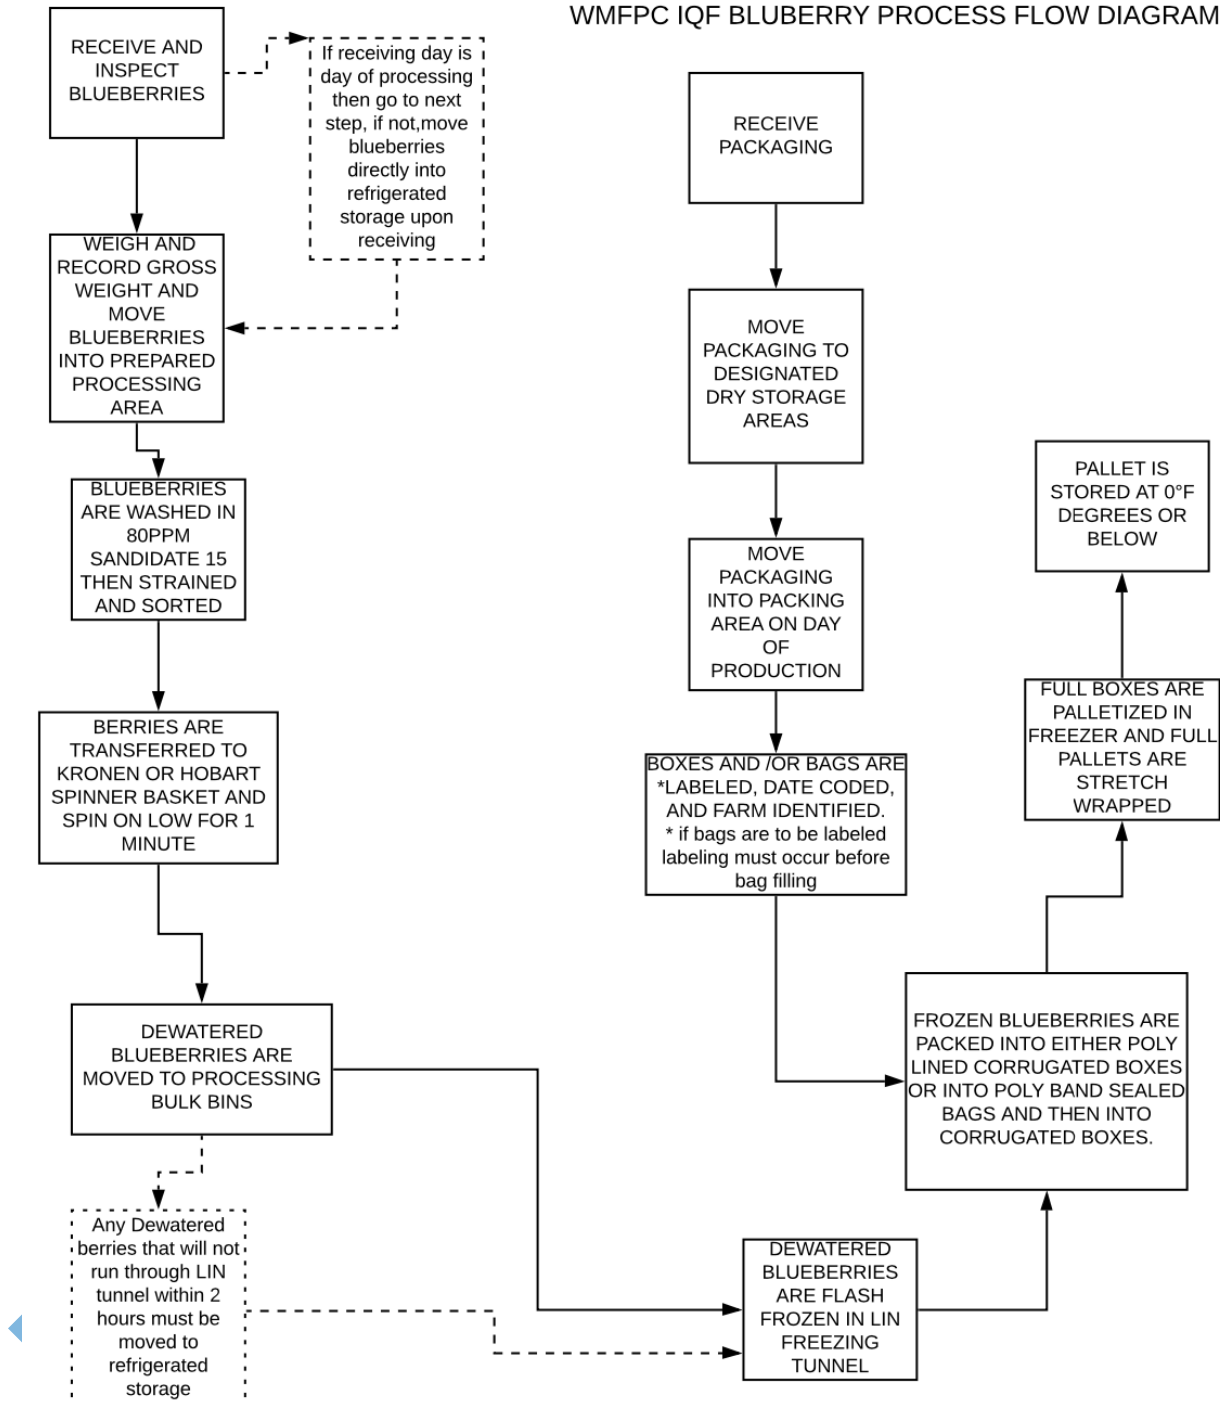 WMFPC IQF BLUBERRY PROCESS FLOW DIAGRAM
RECEIVE AND
INSPECT
BLUEBERRIES
If receiving day is
day of processing
then go to next
step, if not,move
blueberries
directly into
refrigerated
storage upon
receiving
WEIGH AND
RECORD GROSS
WEIGHT AND
MOVE
BLUEBERRIES
INTO PREPARED
PROCESSING
AREA
BLUEBERRIES
ARE WASHED IN
80PPM
SANDIDATE 15
THEN STRAINED
AND SORTED
BERRIES ARE
TRANSFERRED TO
KRONEN OR HOBART
SPINNER BASKET AND
SPIN ON LOW FOR 1
MINUTE
DEWATERED
BLUEBERRIES ARE
MOVED TO PROCESSING
BULK BINS
Any Dewatered
berries that will not
run through LIN
tunnel within 2
hours must be
moved to
refrigerated
storage
RECEIVE
PACKAGING
MOVE
PACKAGING TO
DESIGNATED
DRY STORAGE
AREAS
MOVE
PACKAGING
INTO PACKING
AREA ON DAY
OF
PRODUCTION
BOXES AND /OR BAGS ARE
*LABELED, DATE CODED,
AND FARM IDENTIFIED.
* if bags are to be labeled
labeling must occur before
bag filling
DEWATERED
BLUEBERRIES
ARE FLASH
FROZEN IN LIN
FREEZING
TUNNEL
FROZEN BLUEBERRIES ARE
PACKED INTO EITHER POLY
LINED CORRUGATED BOXES
OR INTO POLY BAND SEALED
BAGS AND THEN INTO
CORRUGATED BOXES.
FULL BOXES ARE
PALLETIZED IN
FREEZER AND FULL
PALLETS ARE
STRETCH
WRAPPED
PALLET IS
STORED AT 0°F
DEGREES OR
BELOW